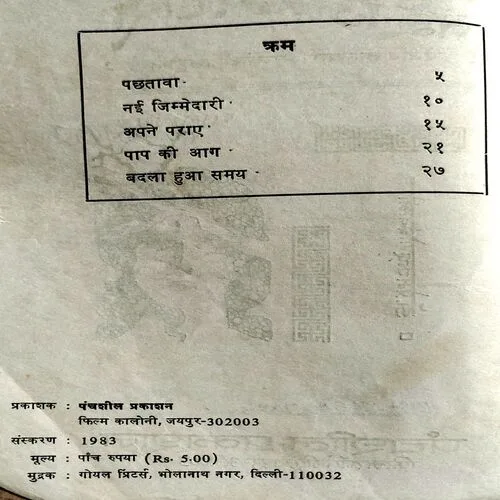 क्रम
पछतावा · ५
नई जिम्मेदारी · १०
अपने पराए · १५
पाप की आग · २१
बदला हुआ समय · २७
प्रकाशक : पंचशील प्रकाशन
फिल्म कालोनी, जयपुर-302003
संस्करण : 1983
मूल्य : पाँच रुपया (Rs. 5.00)
मुद्रक : गोयल प्रिंटर्स, भोलानाथ नगर, दिल्ली-110032